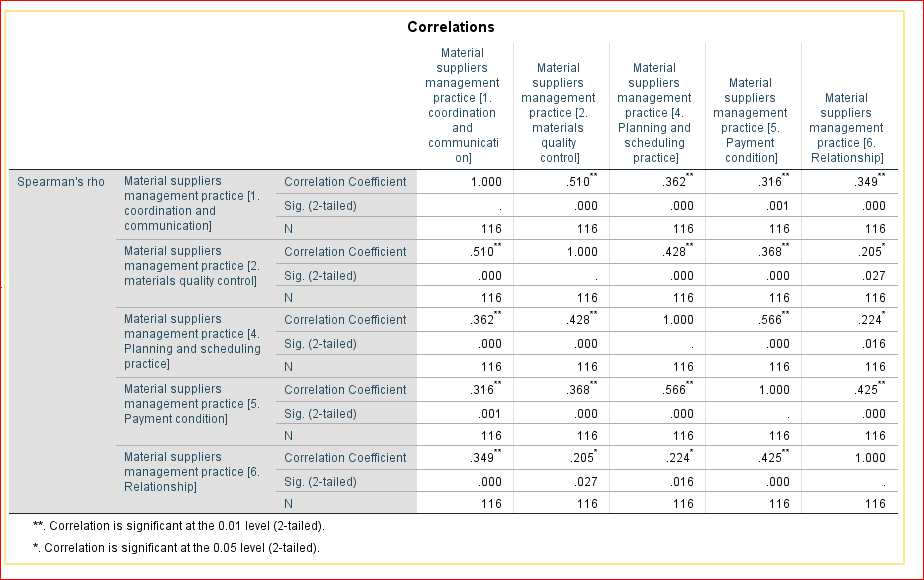 Correlations
Material suppliers management practice [1. coordination and communicati on]
Material suppliers management practice [2. materials quality control]
Material suppliers management practice [4. Planning and scheduling practice]
Material suppliers management practice [5. Payment condition]
Material suppliers management practice [6. Relationship]
Spearman's rho
Material suppliers management practice [1. coordination and communication]
Correlation Coefficient 1.000 .510** .362** .316** .349**
Sig. (2-tailed) . .000 .000 .001 .000
N 116 116 116 116 116
Material suppliers management practice [2. materials quality control]
Correlation Coefficient .510** 1.000 .428** .368** .205*
Sig. (2-tailed) .000 . .000 .000 .027
N 116 116 116 116 116
Material suppliers management practice [4. Planning and scheduling practice]
Correlation Coefficient .362** .428** 1.000 .566** .224*
Sig. (2-tailed) .000 .000 . .000 .016
N 116 116 116 116 116
Material suppliers management practice [5. Payment condition]
Correlation Coefficient .316** .368** .566** 1.000 .425**
Sig. (2-tailed) .001 .000 .000 . .000
N 116 116 116 116 116
Material suppliers management practice [6. Relationship]
Correlation Coefficient .349** .205* .224* .425** 1.000
Sig. (2-tailed) .000 .027 .016 .000 .
N 116 116 116 116 116
**. Correlation is significant at the 0.01 level (2-tailed).
*. Correlation is significant at the 0.05 level (2-tailed).